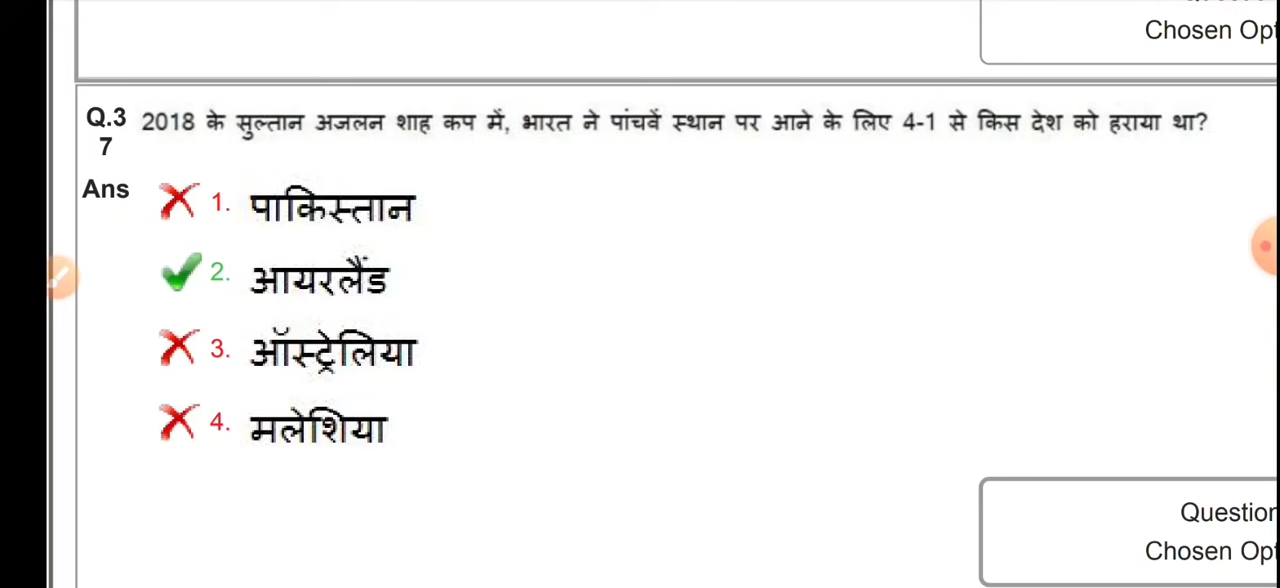 Chosen Opt
Q.3 2018 के सुल्तान अजलन शाह कप में, भारत ने पांचवें स्थान पर आने के लिए 4-1 से किस देश को हराया था?
7
Ans 1. पाकिस्तान
2. आयरलैंड
3. ऑस्ट्रेलिया
4. मलेशिया
Question
Chosen Opt